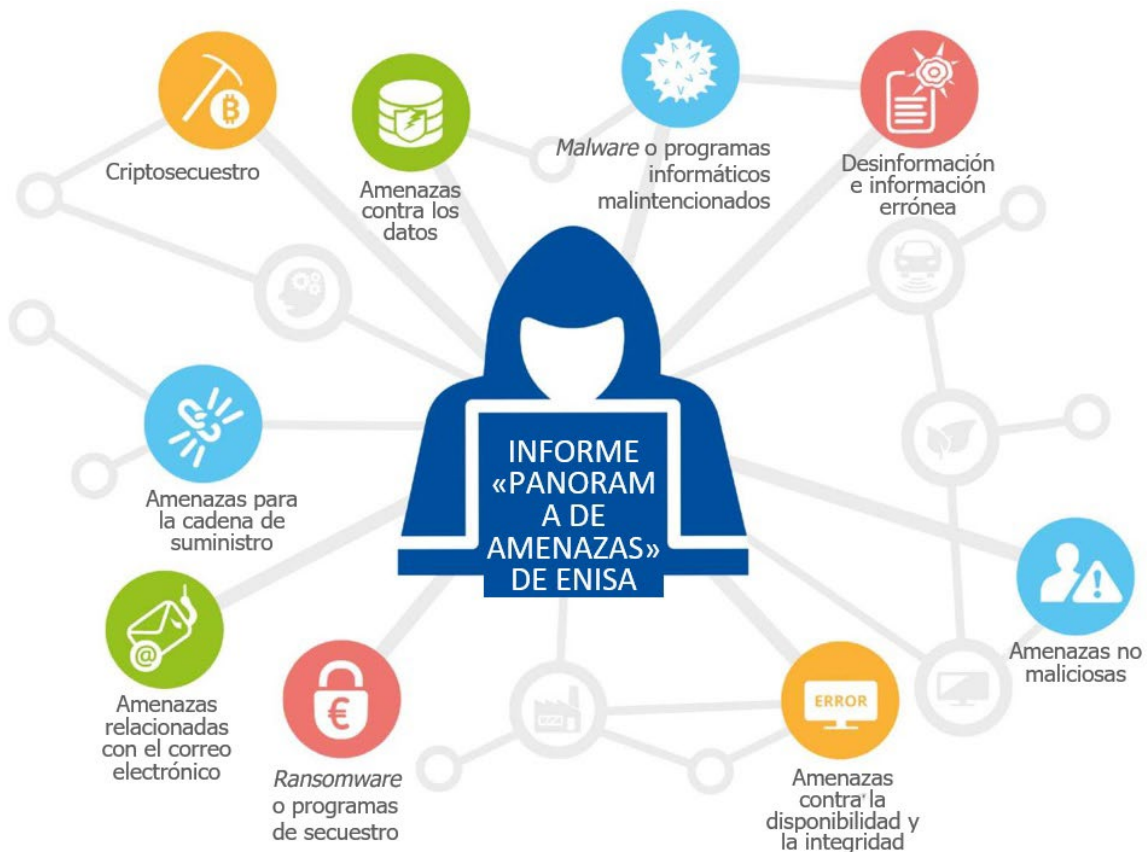 Criptosecuestro
Amenazas
contra los
datos
Malware o programas
informáticos
malintencionados
Desinformación
e información
errónea
INFORME
«PANORAM
A DE
AMENAZAS»
DE ENISA
Amenazas para
la cadena de
suministro
@
Amenazas
relacionadas
con el correo
electrónico
€
Ransomware
o programas
de secuestro
ERROR
Amenazas
contra la
disponibilidad y
la integridad
Amenazas no
maliciosas